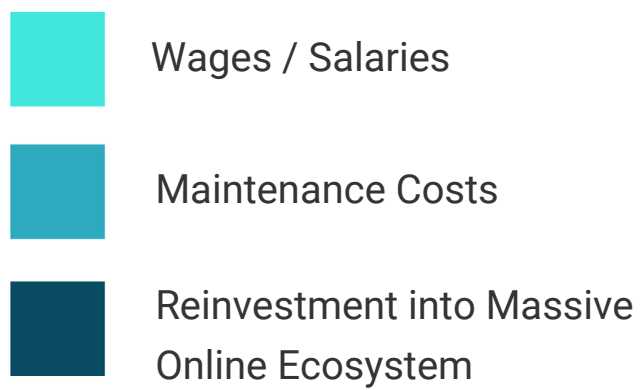 Wages / Salaries
Maintenance Costs
Reinvestment into Massive
Online Ecosystem